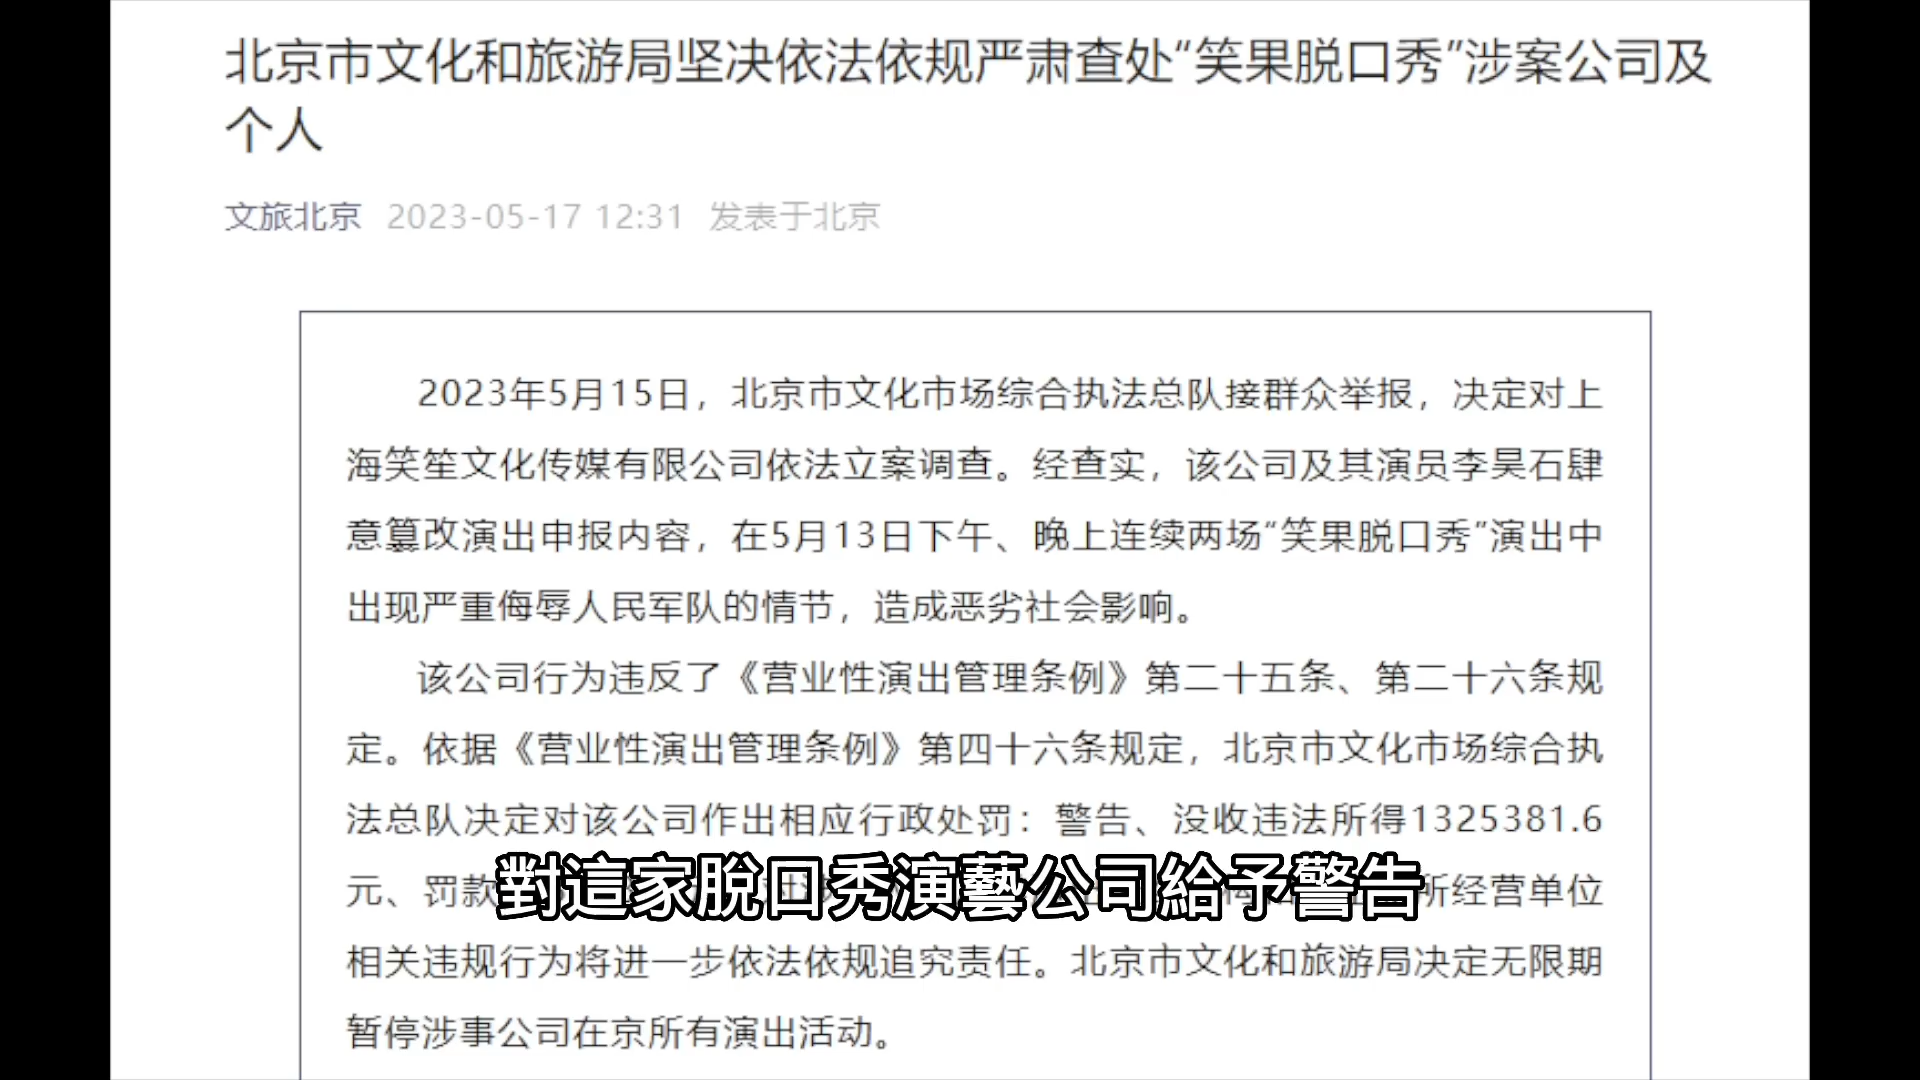 北京市文化和旅游局坚决依法依规严肃查处“笑果脱口秀”涉案公司及
个人
文旅北京 2023-05-17 12:31 发表于北京
2023年5月15日，北京市文化市场综合执法总队接群众举报，决定对上
海笑笙文化传媒有限公司依法立案调查。经查实，该公司及其演员李昊石肆
意篡改演出申报内容，在5月13日下午、晚上连续两场“笑果脱口秀”演出中
出现严重侮辱人民军队的情节，造成恶劣社会影响。
该公司行为违反了《营业性演出管理条例》第二十五条、第二十六条规
定。依据《营业性演出管理条例》第四十六条规定，北京市文化市场综合执
法总队决定对该公司作出相应行政处罚：警告、没收违法所得1325381.6
元、罚款 所经营单位
對這家脫口秀演藝公司給予警告
相关违规行为将进一步依法依规追究责任。北京市文化和旅游局决定无限期
暂停涉事公司在京所有演出活动。